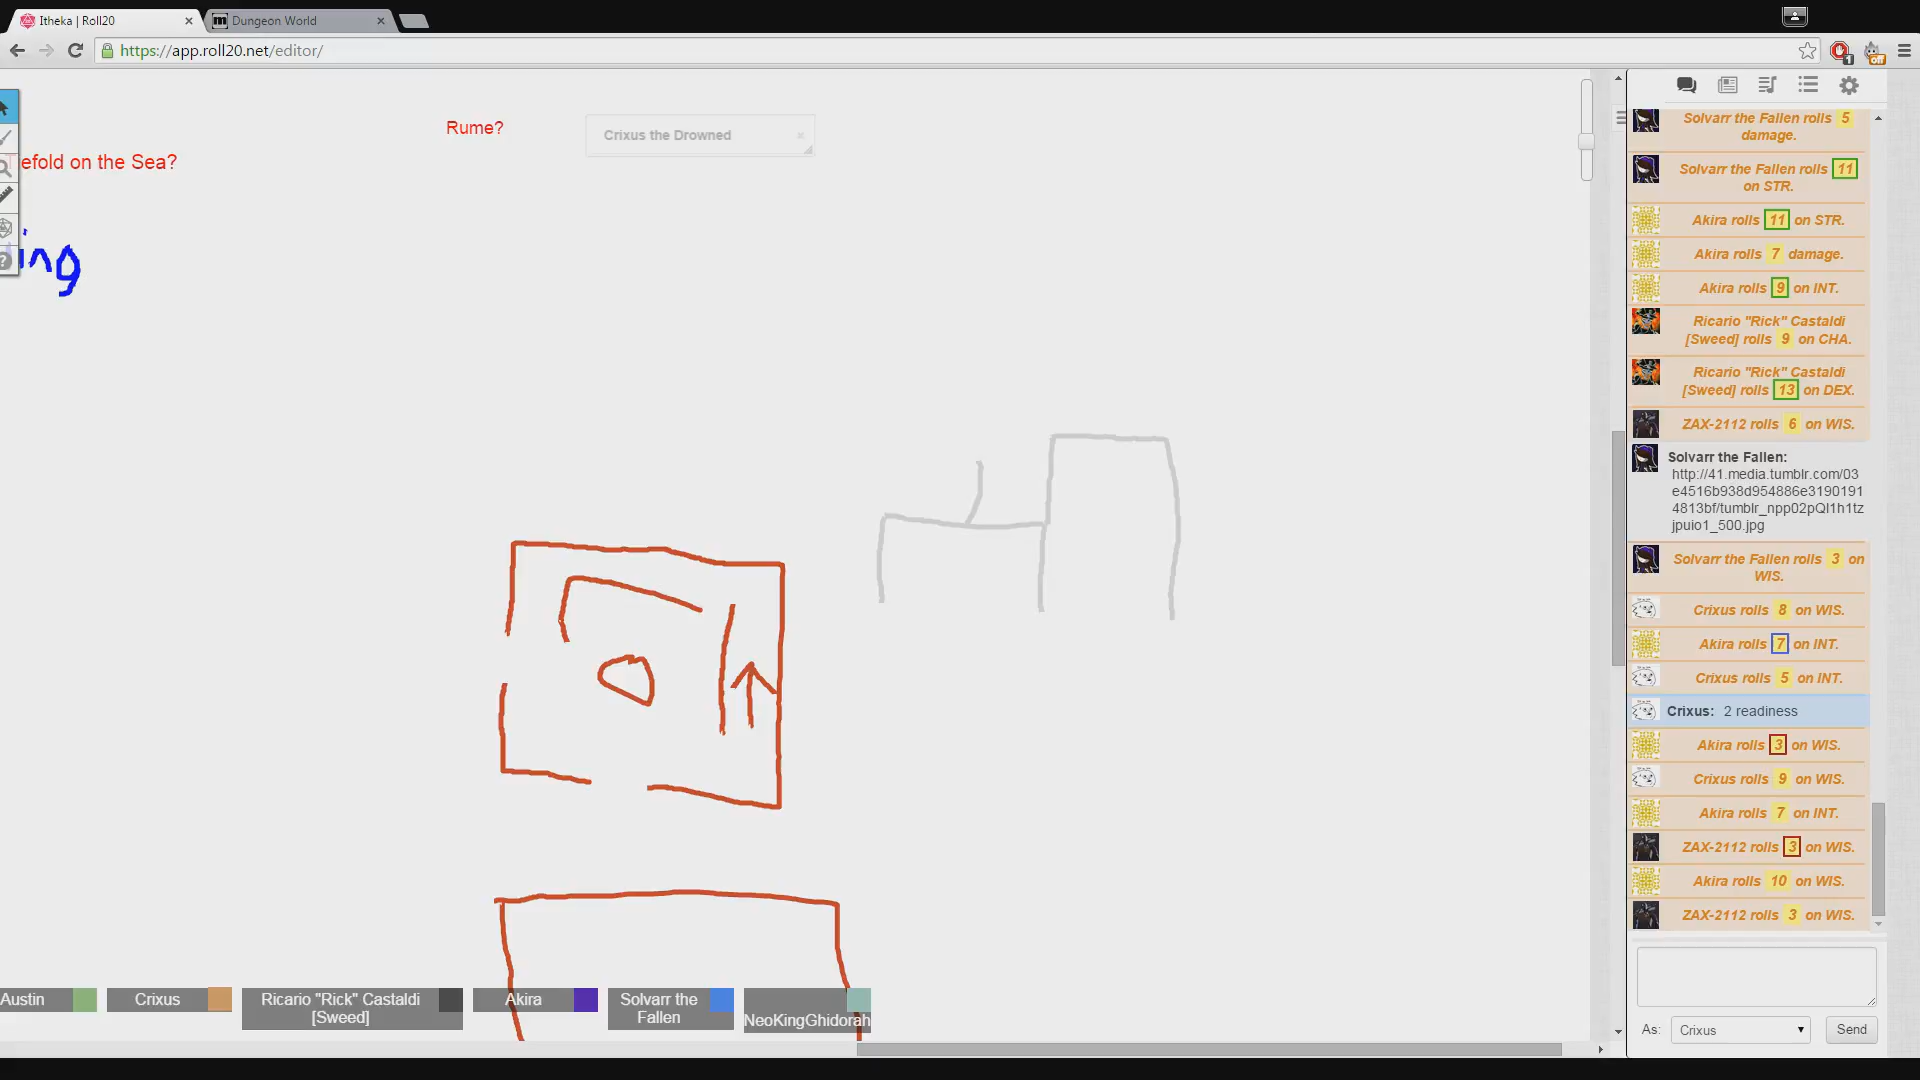 Itheka | Roll20
Dungeon World
https://app.roll20.net/editor/
Rume?
Crixus the Drowned
efold on the Sea?
ing
Solvarr the Fallen rolls 5
damage.
Solvarr the Fallen rolls 11
on STR.
Akira rolls 11 on STR.
Akira rolls 7 damage.
Akira rolls 9 on INT.
Ricario "Rick" Castaldi
[Sweed] rolls 9 on CHA.
Ricario "Rick" Castaldi
[Sweed] rolls 13 on DEX.
ZAX-2112 rolls 6 on WIS.
Solvarr the Fallen:
http://41.media.tumblr.com/03
e4516b938d954886e3190191
4813bf/tumblr_npp02pQl1h1tz
jpuio1_500.jpg
Solvarr the Fallen rolls 3 on
WIS.
Crixus rolls 8 on WIS.
Akira rolls 7 on INT.
Crixus rolls 5 on INT.
Crixus: 2 readiness
Akira rolls 3 on WIS.
Crixus rolls 9 on WIS.
Akira rolls 7 on INT.
ZAX-2112 rolls 3 on WIS.
Akira rolls 10 on WIS.
ZAX-2112 rolls 3 on WIS.
Austin
Crixus
Ricario "Rick" Castaldi
[Sweed]
Akira
Solvarr the
Fallen
NeoKingGhidorah
As: Crixus
Send